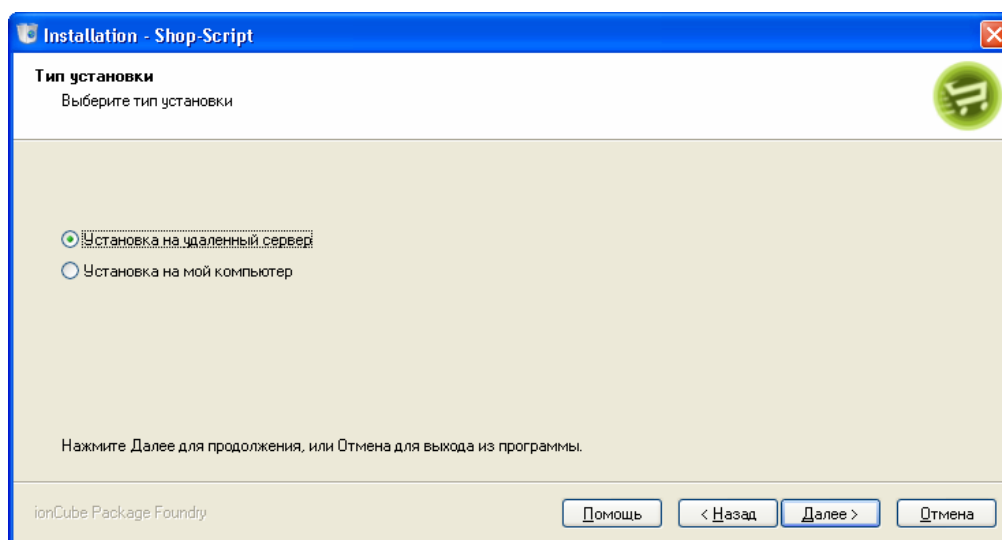 Installation - Shop-Script
Тип установки
Выберите тип установки
Установка на удаленный сервер
Установка на мой компьютер
Нажмите Далее для продолжения, или Отмена для выхода из программы.
ionCube Package Foundry
Помощь < Назад Далее > Отмена